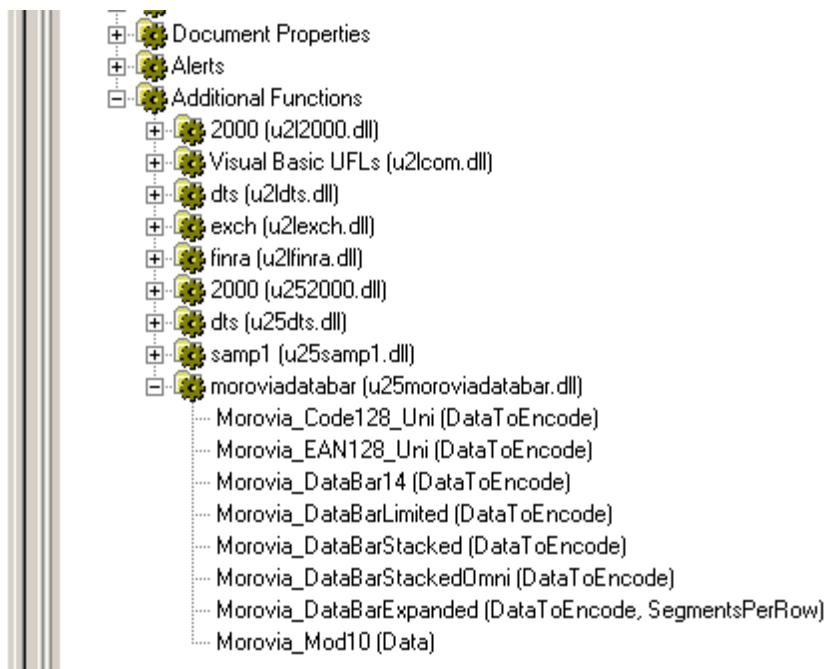 Document Properties
Alerts
Additional Functions
2000 (u2l2000.dll)
Visual Basic UFLs (u2lcom.dll)
dts (u2ldts.dll)
exch (u2lexch.dll)
finra (u2lfinra.dll)
2000 (u252000.dll)
dts (u25dts.dll)
samp1 (u25samp1.dll)
moroviadatabar (u25moroviadatabar.dll)
Morovia_Code128_Uni (DataToEncode)
Morovia_EAN128_Uni (DataToEncode)
Morovia_DataBar14 (DataToEncode)
Morovia_DataBarLimited (DataToEncode)
Morovia_DataBarStacked (DataToEncode)
Morovia_DataBarStackedOmni (DataToEncode)
Morovia_DataBarExpanded (DataToEncode, SegmentsPerRow)
Morovia_Mod10 (Data)